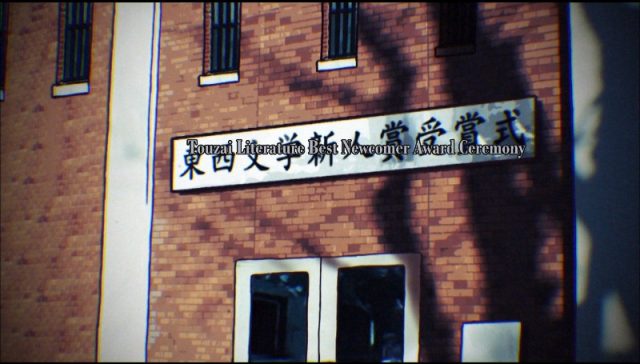 東西文学新人賞受賞式
Touzai Literature Best Newcomer Award Ceremony